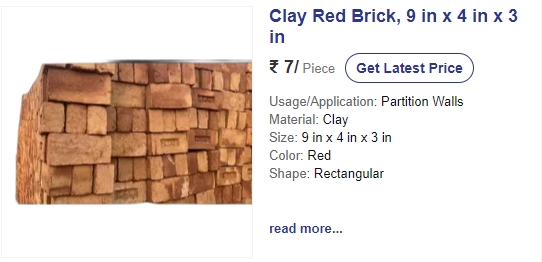 Clay Red Brick, 9 in x 4 in x 3
in
₹ 7/ Piece Get Latest Price
Usage/Application: Partition Walls
Material: Clay
Size: 9 in x 4 in x 3 in
Color: Red
Shape: Rectangular
read more...